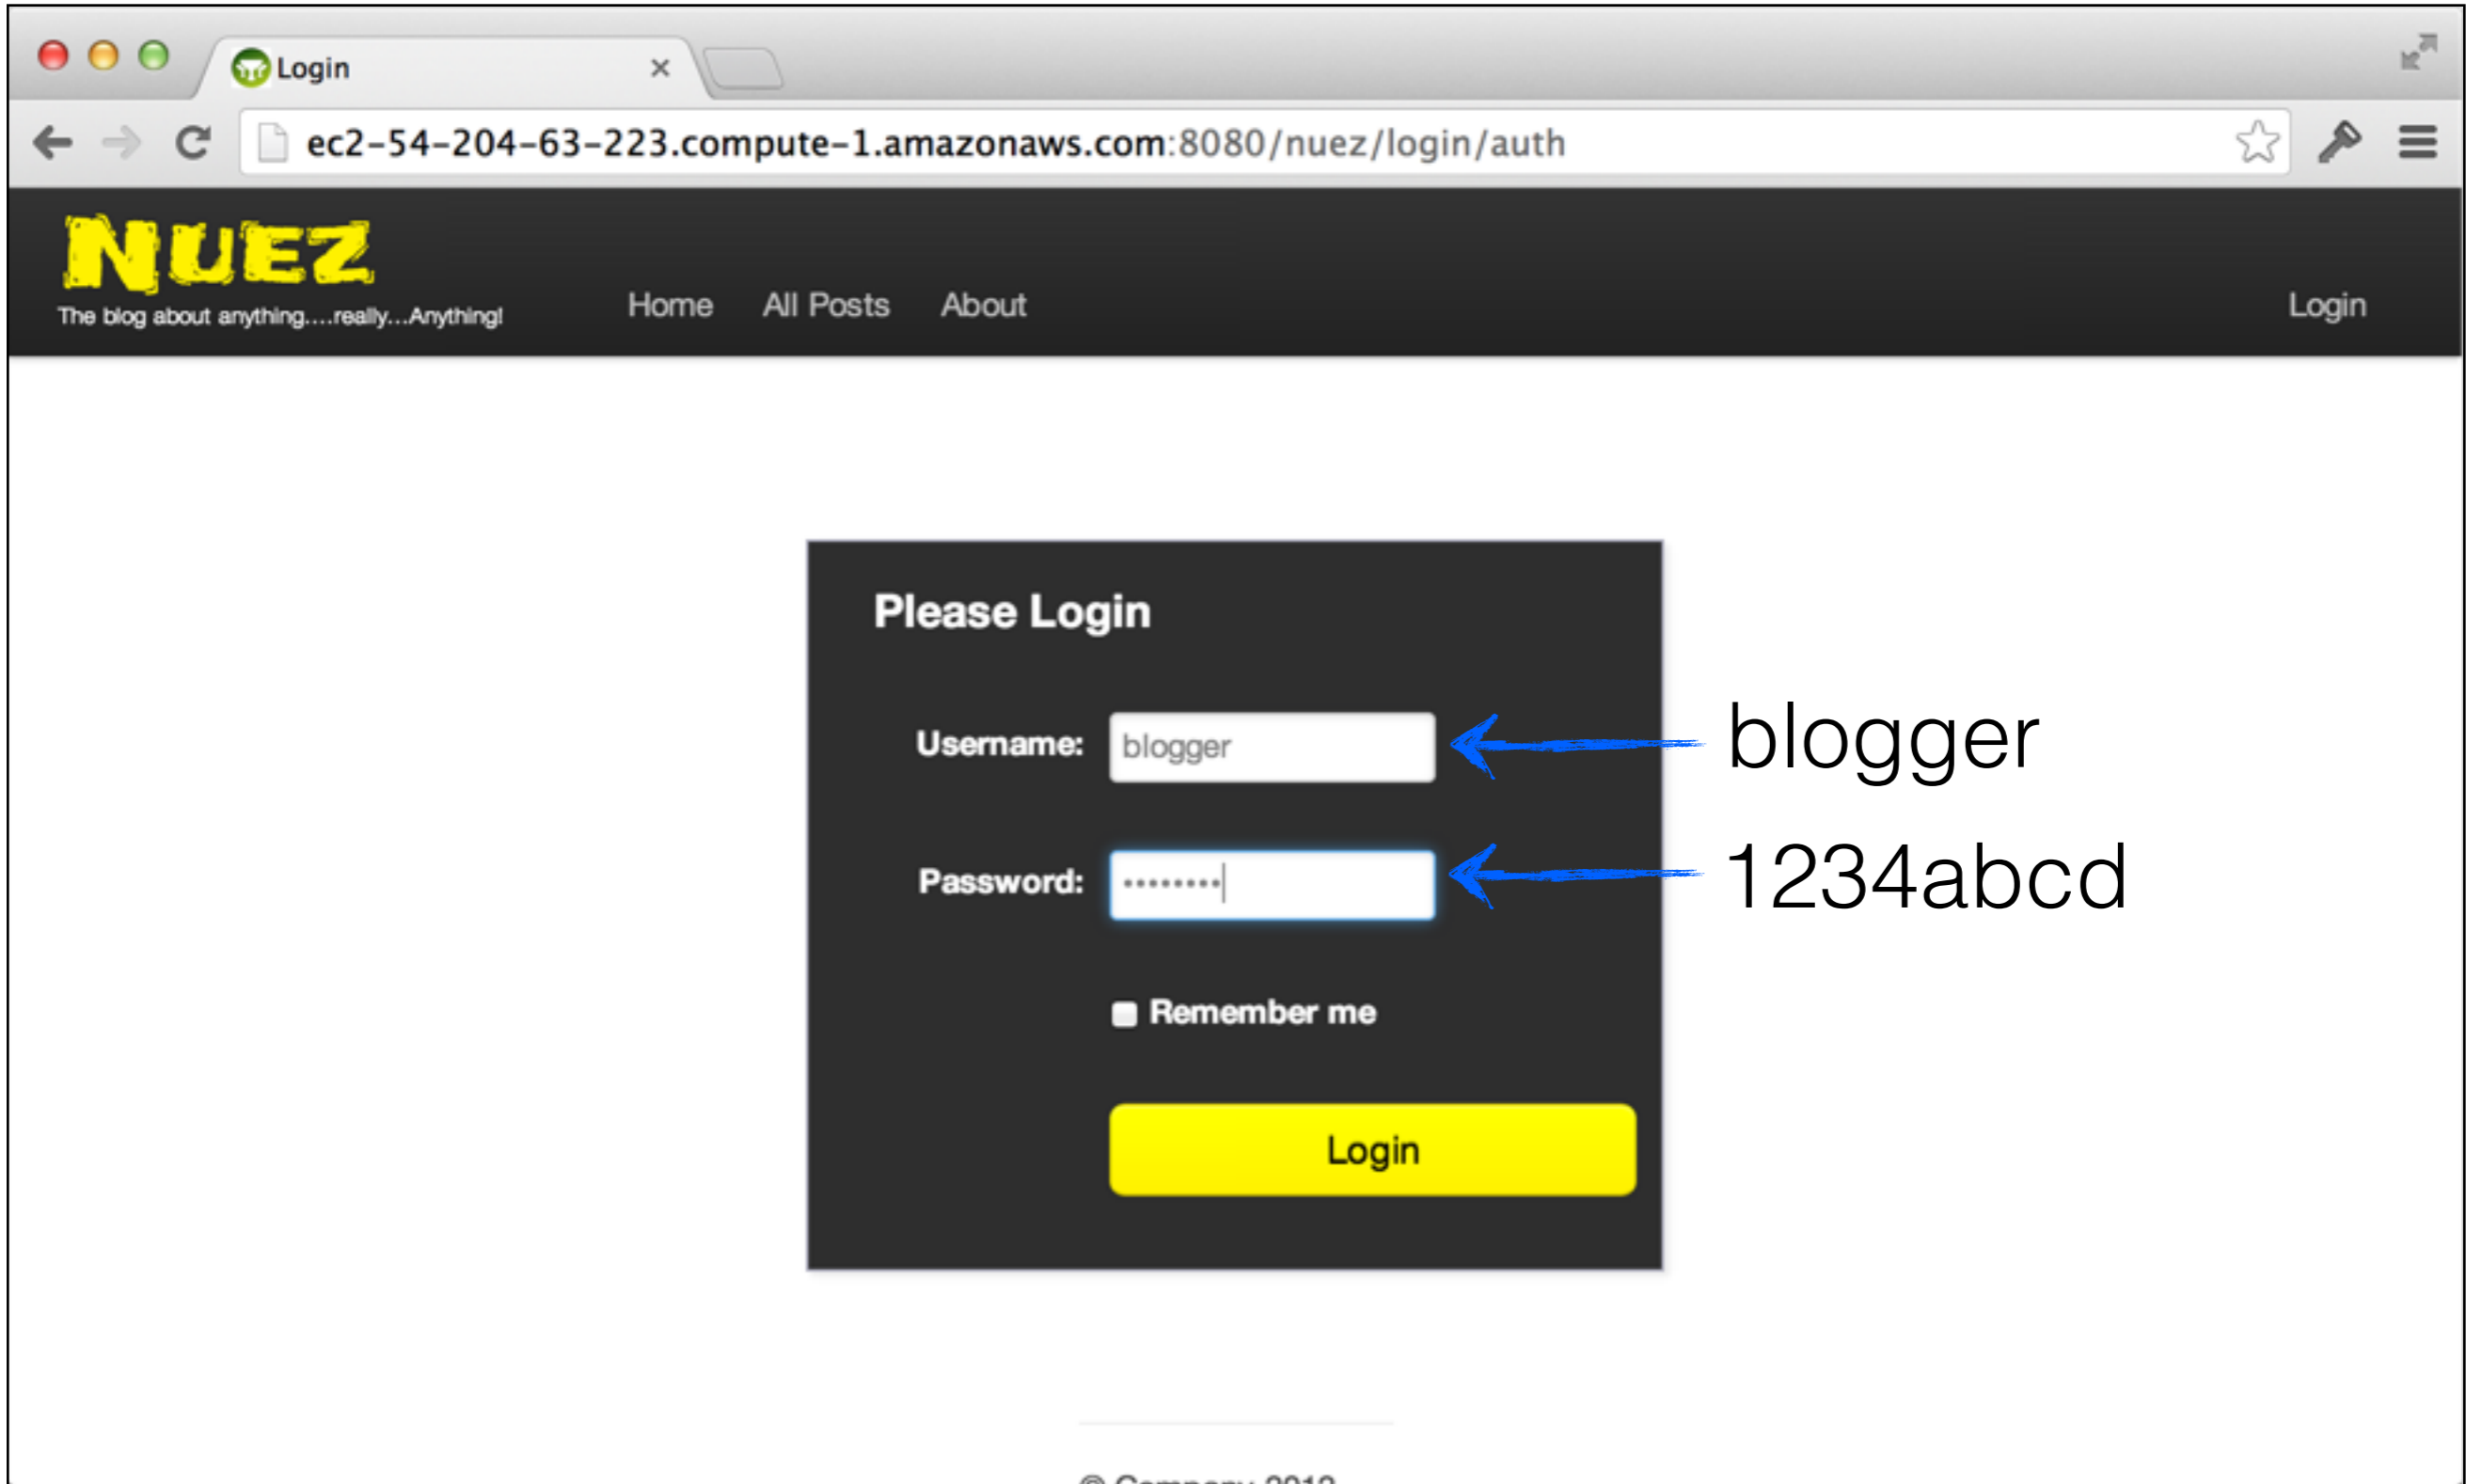 Login
ec2-54-204-63-223.compute-1.amazonaws.com:8080/nuez/login/auth
NUEZ
The blog about anything....really...Anything!
Home All Posts About Login
Please Login
Username: blogger blogger
Password: •••••••• 1234abcd
Remember me
Login
© Company